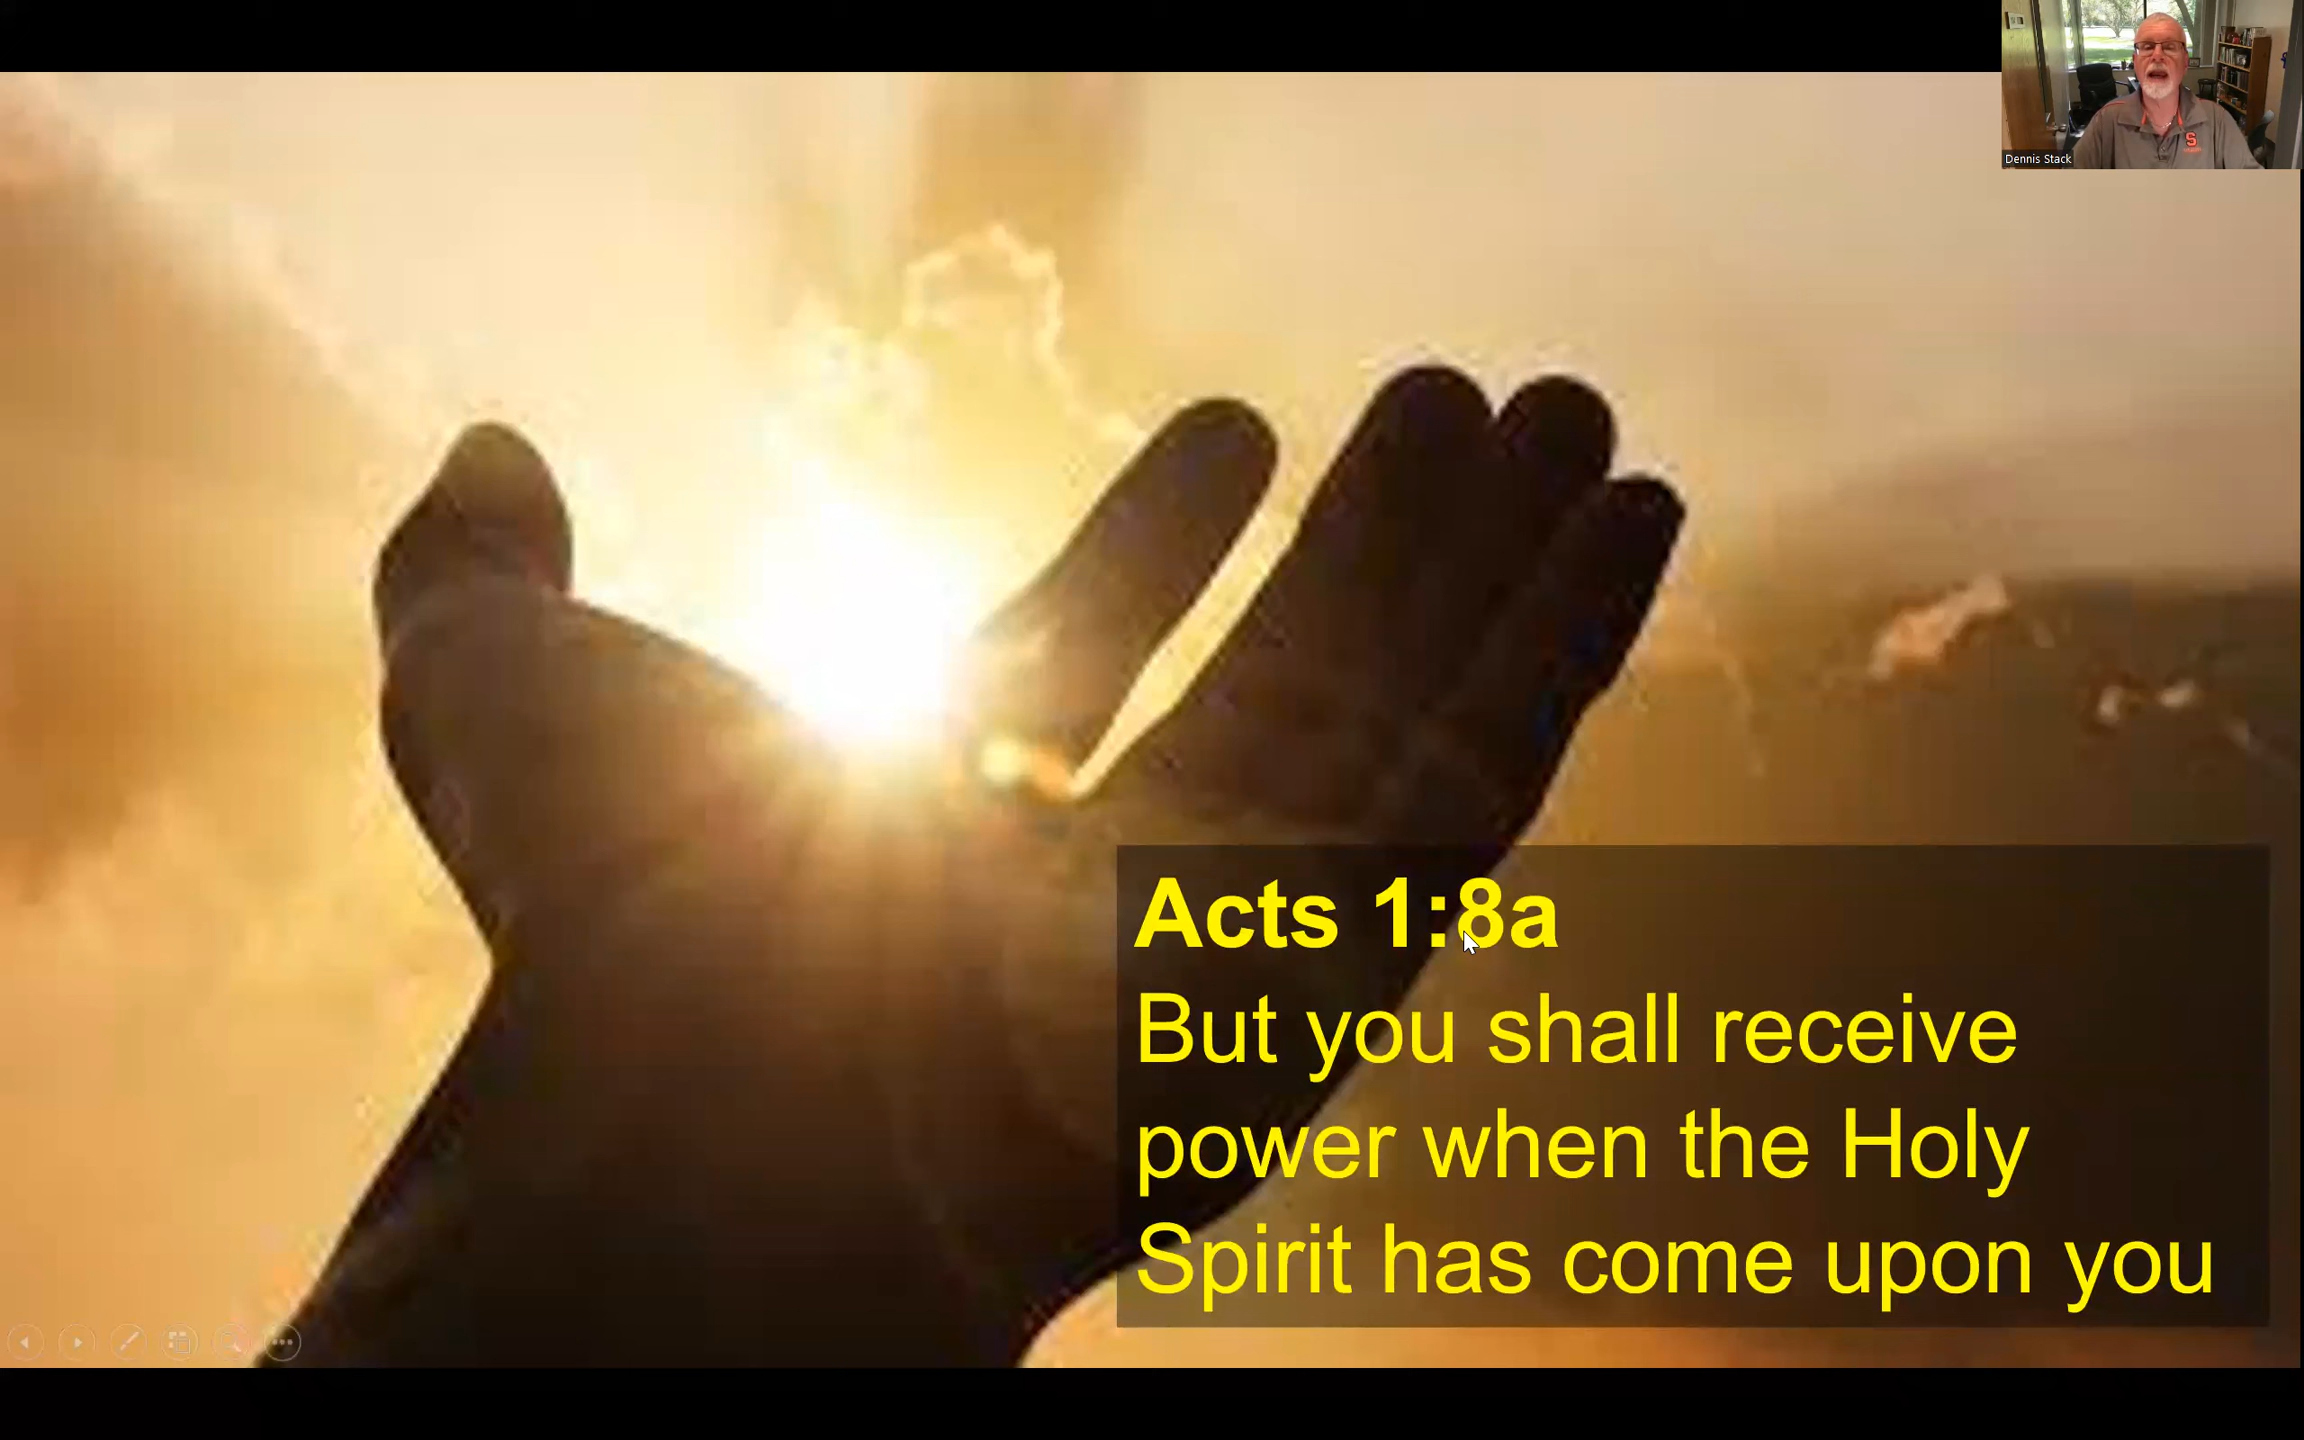 Dennis Stack
S
Acts 1:8a
But you shall receive
power when the Holy
Spirit has come upon you